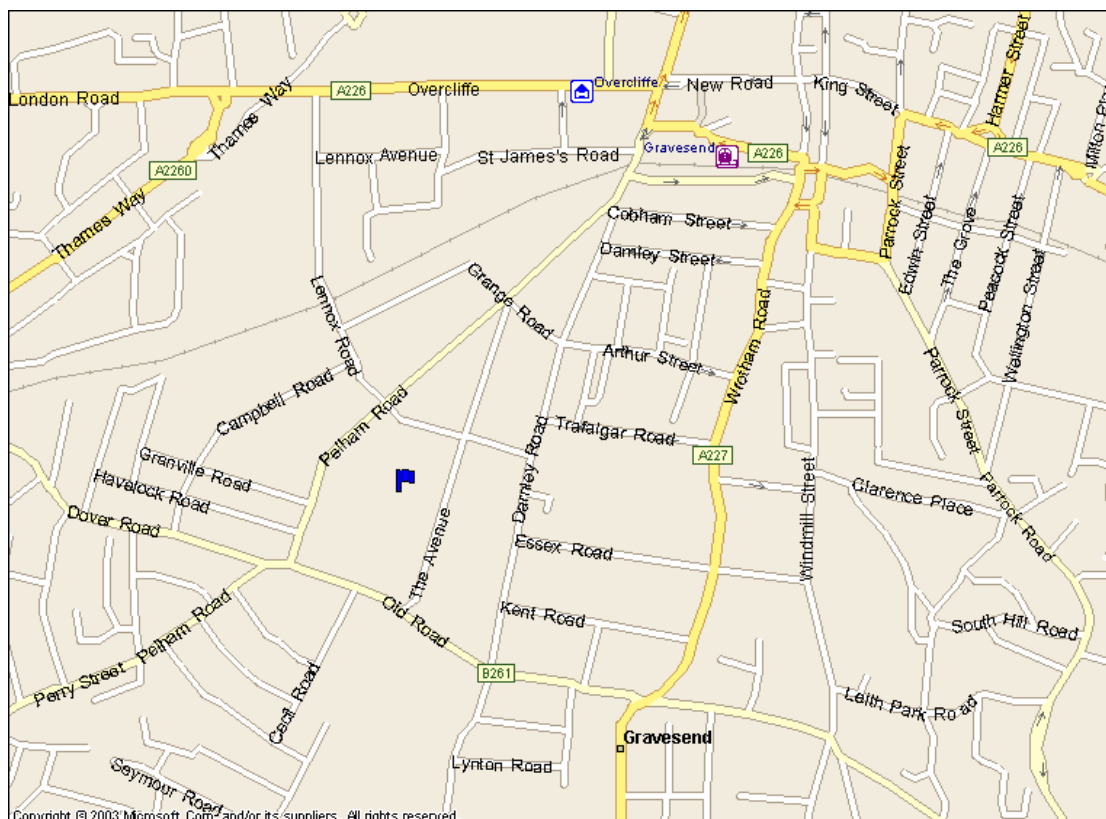 Harmer Street
Overcliffe
New Road
King Street
London Road
A226
Overcliffe
Thames Way
A226
Milton Pla
Lennox Avenue
St James's Road
Gravesend
A226
A2260
Thames Way
Parrock Street
Edwin Street
The Grove
Peacock Street
Wellington Street
Cobham Street
Darnley Street
Lennox Road
Grange Road
Wrotham Road
Arthur Street
Parrock Street
Campbell Road
Pelham Road
Darnley Road
Trafalgar Road
A227
Granville Road
Havelock Road
Windmill Street
Clarence Place
Parrock Road
Dover Road
The Avenue
Essex Road
Old Road
Kent Road
South Hill Road
Pelham Road
Perry Street
Cecil Road
B261
Leith Park Road
Gravesend
Lynton Road
Seymour Road
Copyright © 2003 Microsoft Corp. and/or its suppliers. All rights reserved.